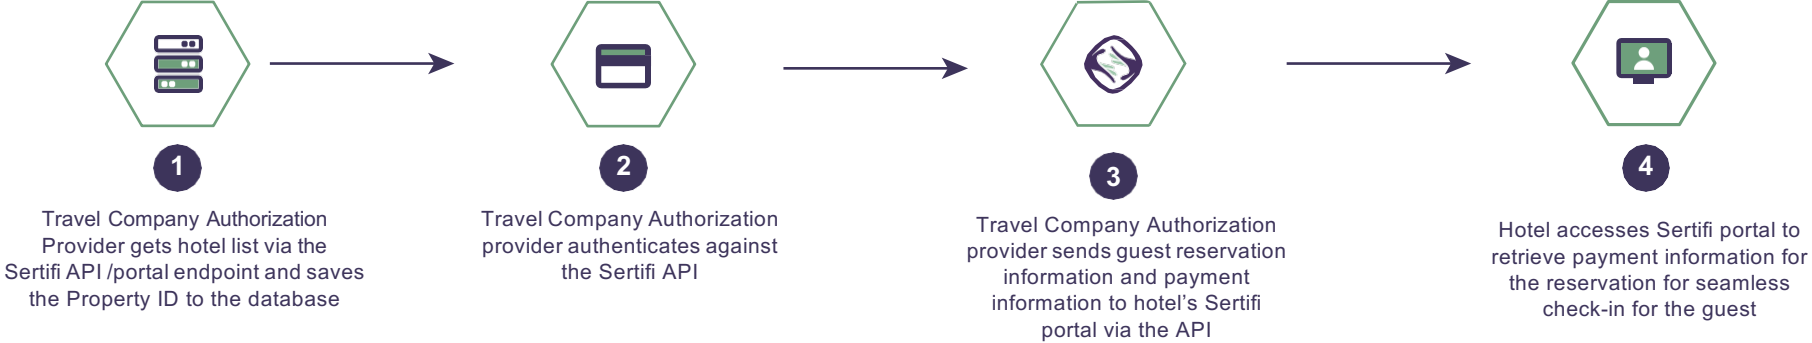 1
Travel Company Authorization
Provider gets hotel list via the
Sertifi API /portal endpoint and saves
the Property ID to the database
2
Travel Company Authorization
provider authenticates against
the Sertifi API
3
Travel Company Authorization
provider sends guest reservation
information and payment
information to hotel’s Sertifi
portal via the API
4
Hotel accesses Sertifi portal to
retrieve payment information for
the reservation for seamless
check-in for the guest